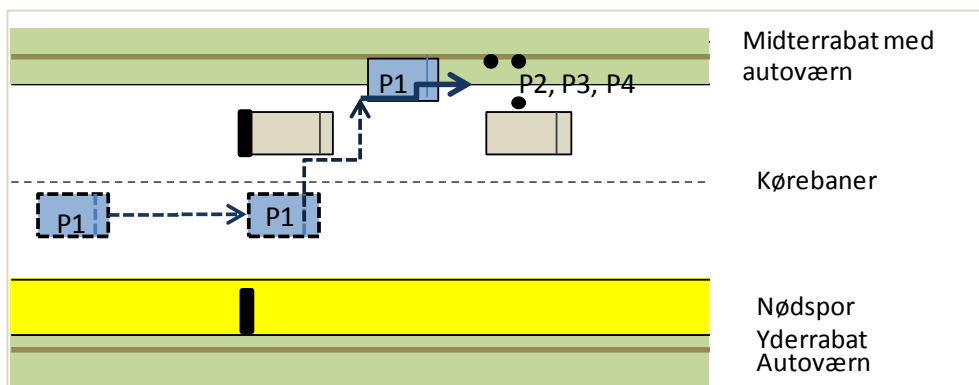 Midterrabat med
autoværn
P1
P2, P3, P4
Kørebaner
P1
P1
Nødspor
Yderrabat
Autoværn